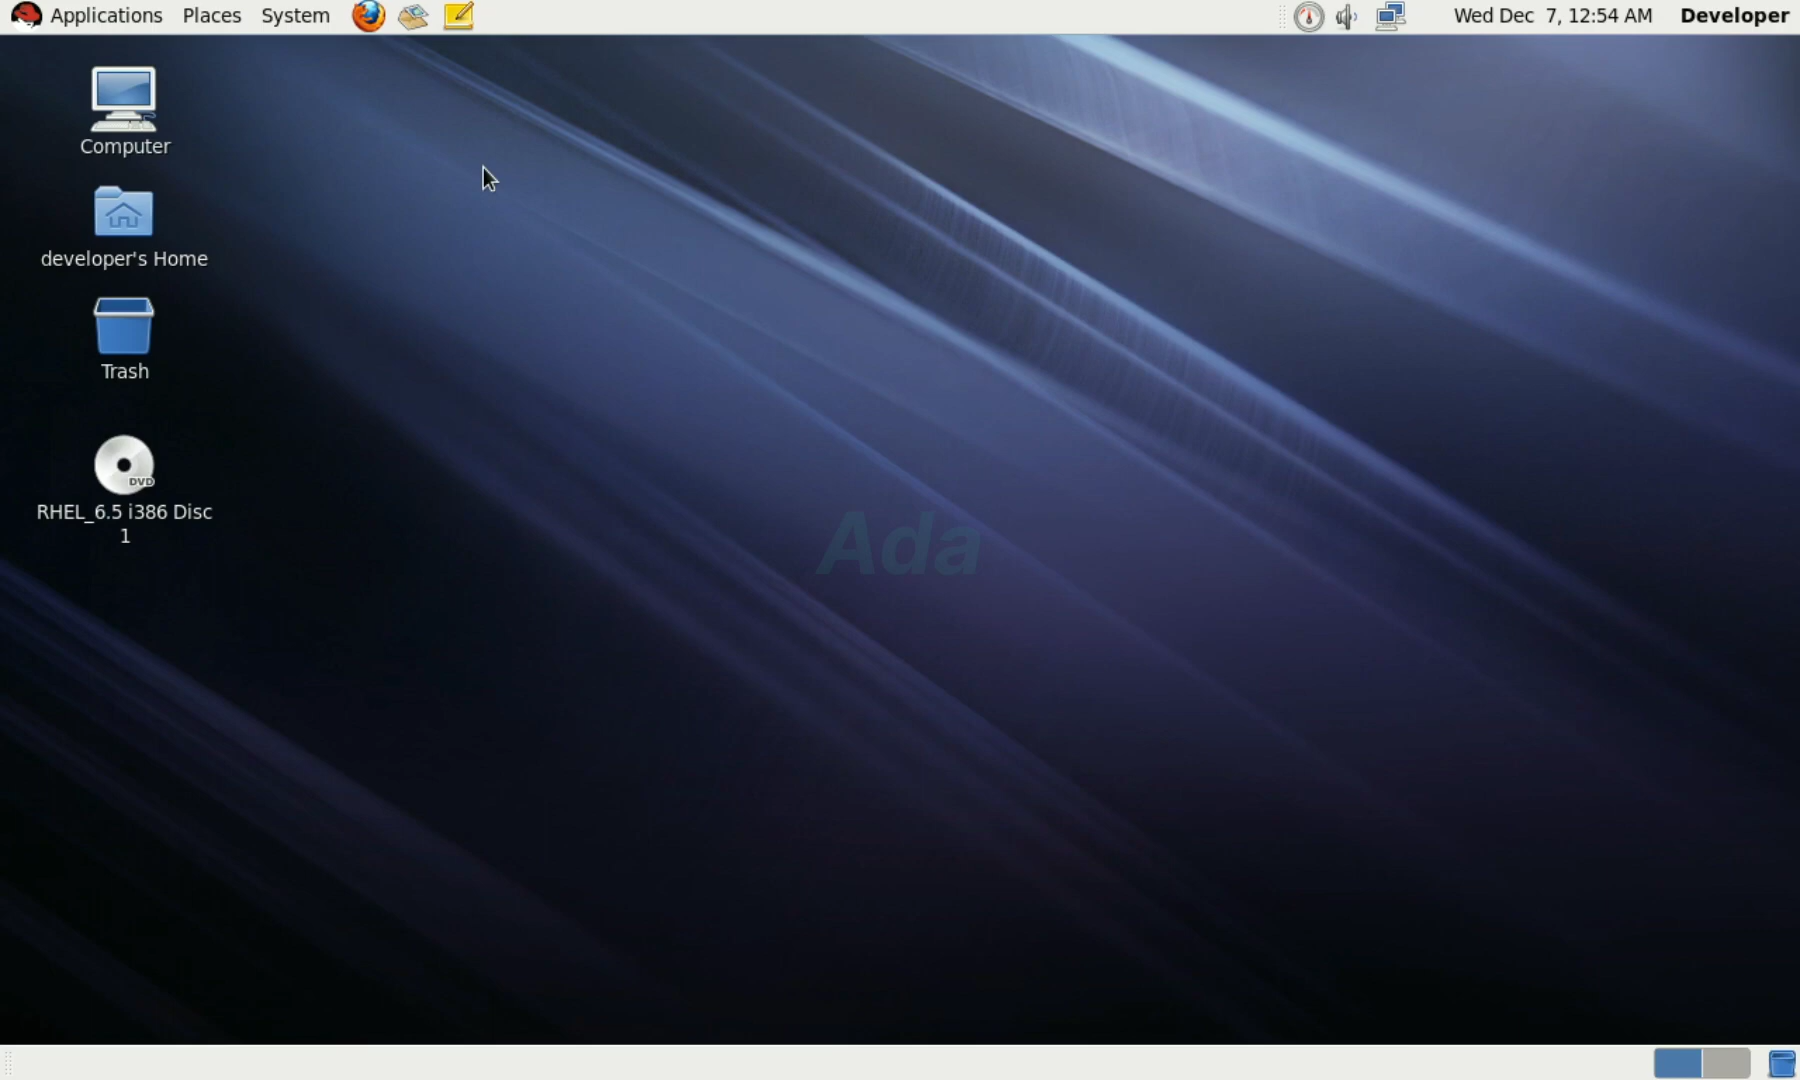 Applications Places System Wed Dec 7, 12:54 AM Developer
Computer
developer's Home
Trash
DVD
RHEL_6.5 i386 Disc
1
Ada